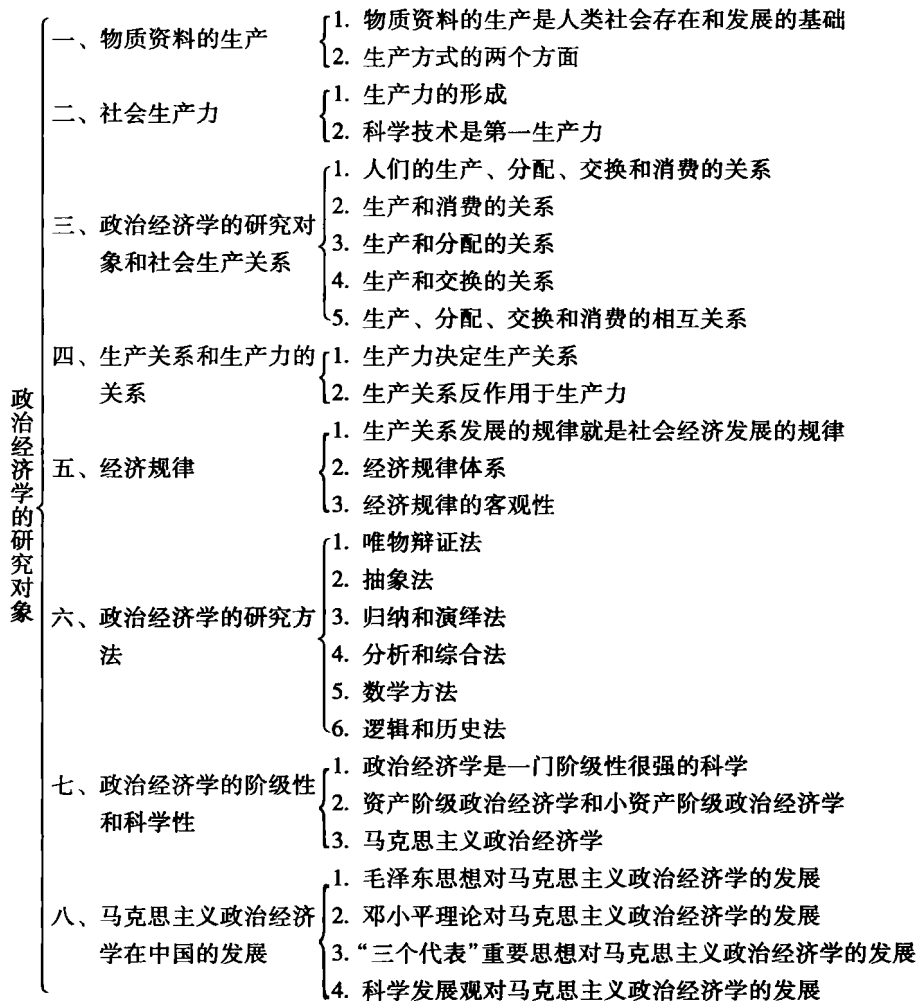 政治经济学的研究对象
一、物质资料的生产
1. 物质资料的生产是人类社会存在和发展的基础
2. 生产方式的两个方面
二、社会生产力
1. 生产力的形成
2. 科学技术是第一生产力
三、政治经济学的研究对
象和社会生产关系
1. 人们的生产、分配、交换和消费的关系
2. 生产和消费的关系
3. 生产和分配的关系
4. 生产和交换的关系
5. 生产、分配、交换和消费的相互关系
四、生产关系和生产力的
关系
1. 生产力决定生产关系
2. 生产关系反作用于生产力
五、经济规律
1. 生产关系发展的规律就是社会经济发展的规律
2. 经济规律体系
3. 经济规律的客观性
六、政治经济学的研究方
法
1. 唯物辩证法
2. 抽象法
3. 归纳和演绎法
4. 分析和综合法
5. 数学方法
6. 逻辑和历史法
七、政治经济学的阶级性
和科学性
1. 政治经济学是一门阶级性很强的科学
2. 资产阶级政治经济学和小资产阶级政治经济学
3. 马克思主义政治经济学
八、马克思主义政治经济
学在中国的发展
1. 毛泽东思想对马克思主义政治经济学的发展
2. 邓小平理论对马克思主义政治经济学的发展
3. “三个代表”重要思想对马克思主义政治经济学的发展
4. 科学发展观对马克思主义政治经济学的发展